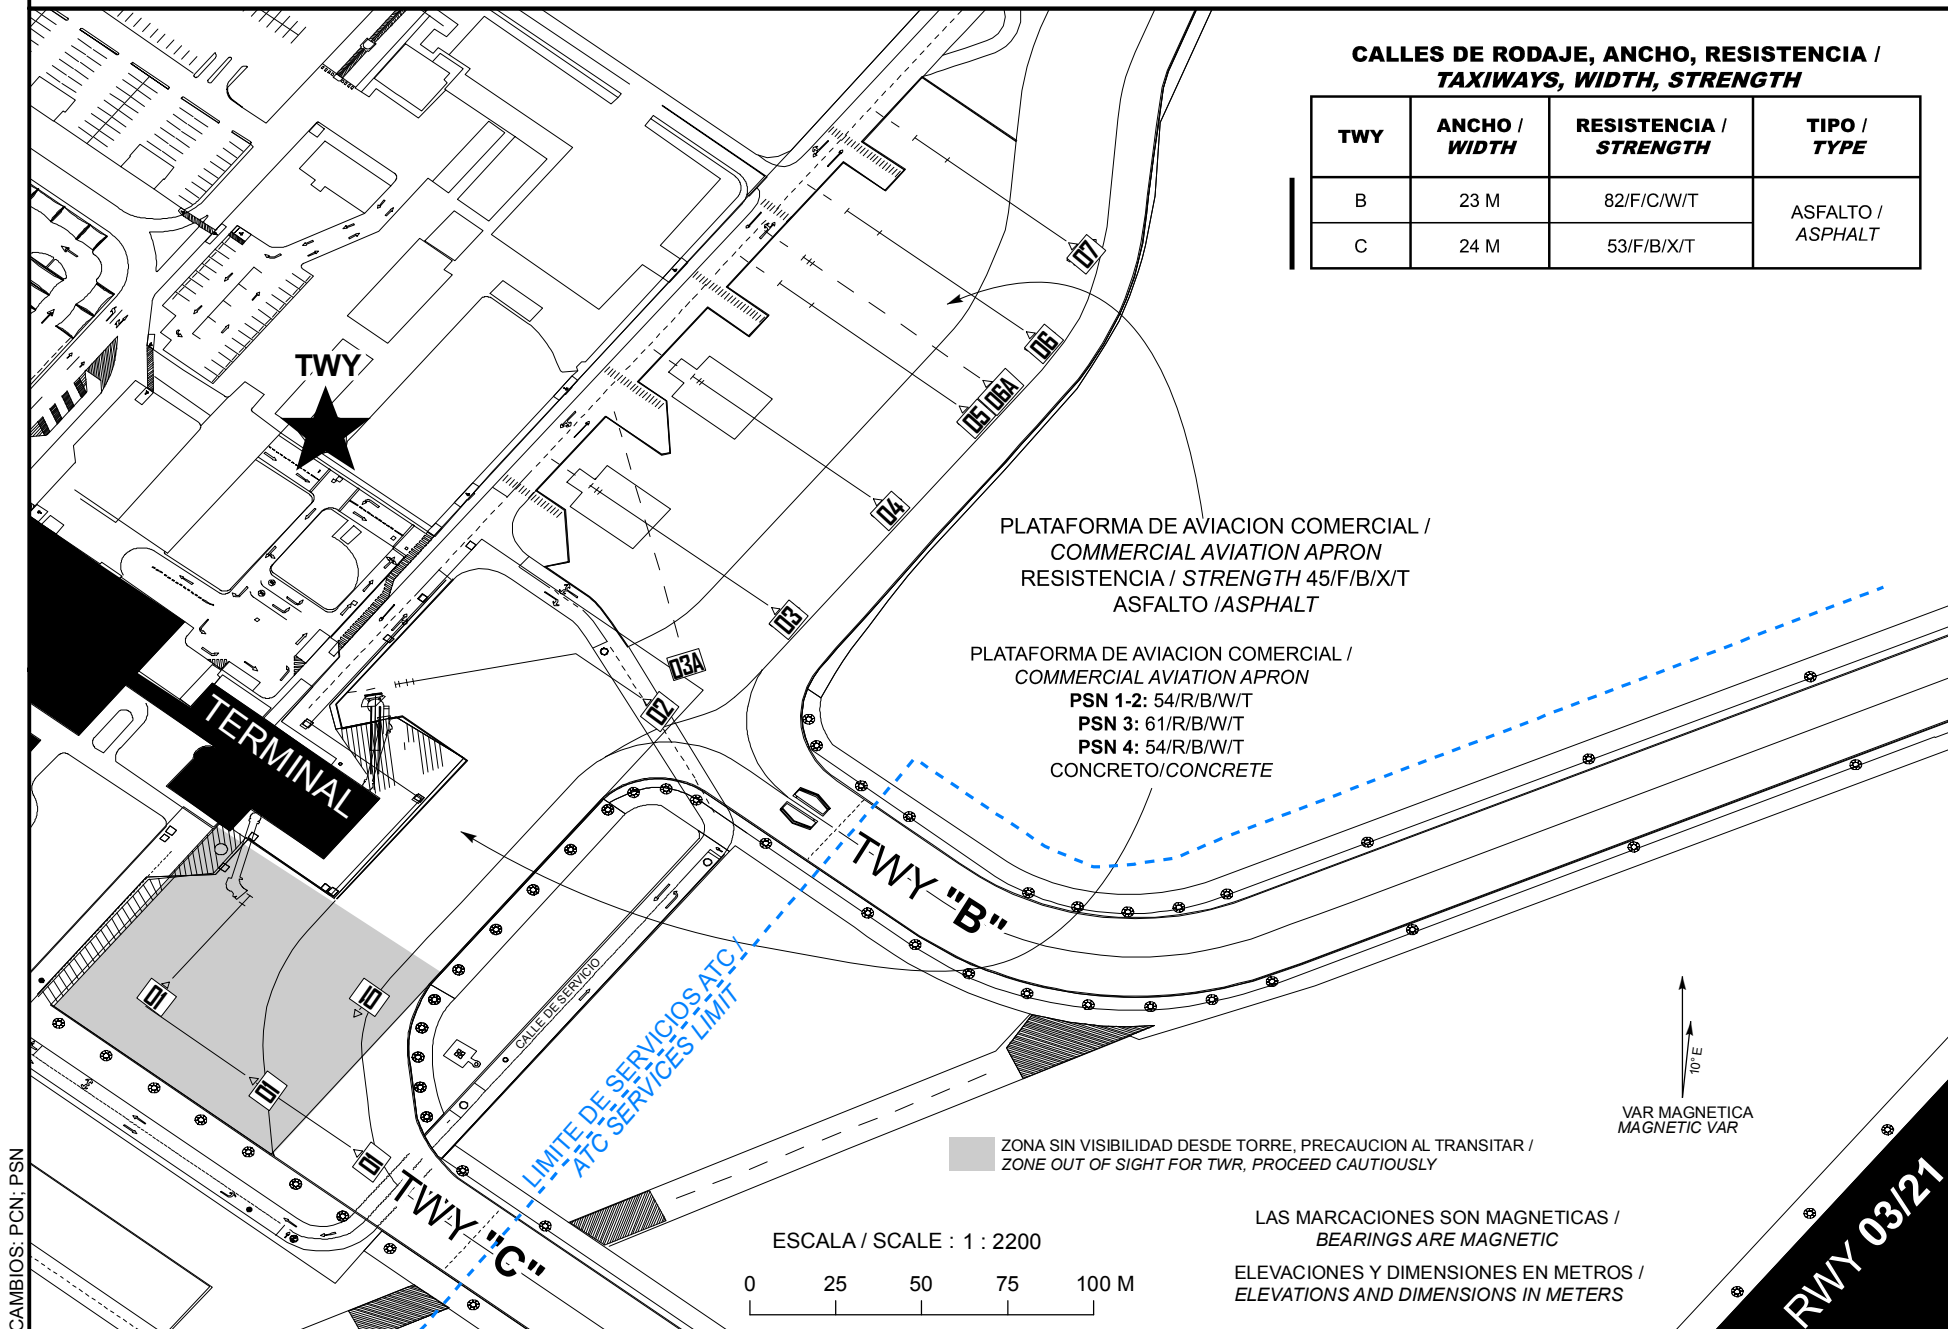 CALLES DE RODAJE, ANCHO, RESISTENCIA /
TAXIWAYS, WIDTH, STRENGTH
TWY
ANCHO /
WIDTH
RESISTENCIA /
STRENGTH
TIPO /
TYPE
B
23 M
82/F/C/W/T
ASFALTO /
ASPHALT
C
24 M
53/F/B/X/T
TWY
07
06
05 06A
04
03
03A
02
01
10
PLATAFORMA DE AVIACION COMERCIAL /
COMMERCIAL AVIATION APRON
RESISTENCIA / STRENGTH 45/F/B/X/T
ASFALTO /ASPHALT
PLATAFORMA DE AVIACION COMERCIAL /
COMMERCIAL AVIATION APRON
PSN 1-2: 54/R/B/W/T
PSN 3: 61/R/B/W/T
PSN 4: 54/R/B/W/T
CONCRETO/CONCRETE
TERMINAL
TWY "B"
CALLE DE SERVICIO
LIMITE DE SERVICIOS ATC /
ATC SERVICES LIMIT
TWY "C"
10° E
VAR MAGNETICA
MAGNETIC VAR
ZONA SIN VISIBILIDAD DESDE TORRE, PRECAUCION AL TRANSITAR /
ZONE OUT OF SIGHT FOR TWR, PROCEED CAUTIOUSLY
ESCALA / SCALE : 1 : 2200
0 25 50 75 100 M
LAS MARCACIONES SON MAGNETICAS /
BEARINGS ARE MAGNETIC
ELEVACIONES Y DIMENSIONES EN METROS /
ELEVATIONS AND DIMENSIONS IN METERS
RWY 03/21
CAMBIOS: PCN; PSN